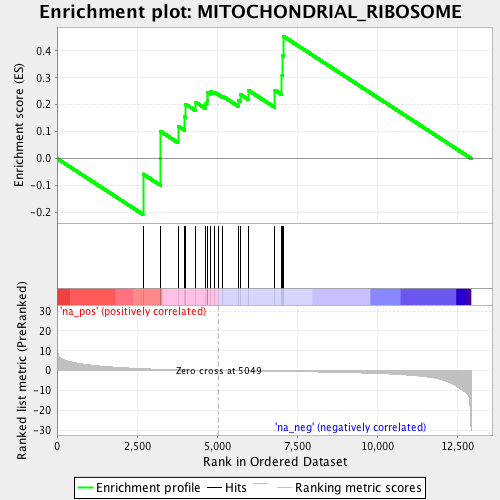 Enrichment plot: MITOCHONDRIAL_RIBOSOME
Enrichment score (ES)
0.4
0.3
0.2
0.1
0.0
-0.1
-0.2
Ranked list metric (PreRanked)
30
20
10
0
-10
-20
-30
'na_pos' (positively correlated)
Zero cross at 5049
'na_neg' (negatively correlated)
0
2,500
5,000
7,500
10,000
12,500
Rank in Ordered Dataset
Enrichment profile
Hits
Ranking metric scores